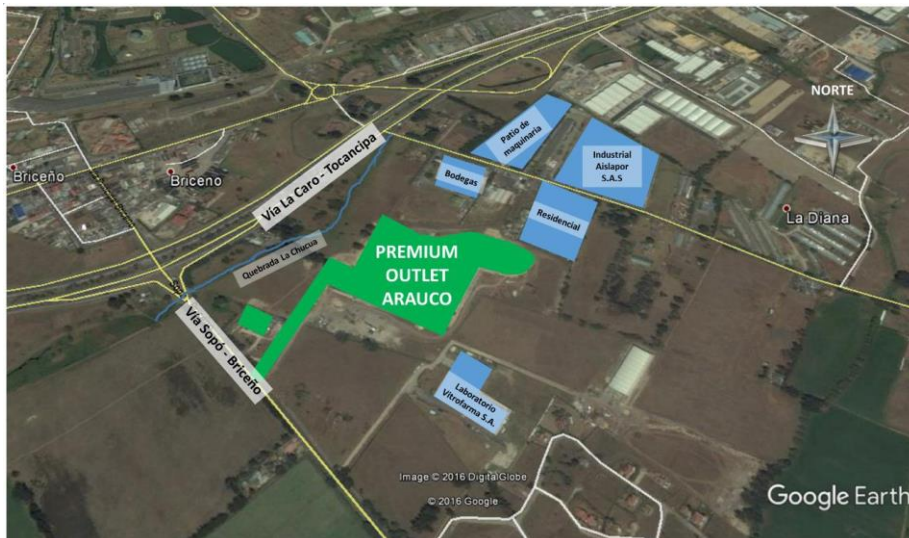 NORTE
Patio de
maquinaria
Industrial
Aislapor
S.A.S
Briceño
Briceno
Vía La Caro - Tocancipa
Bodegas
Residencial
La Diana
Quebrada La Chucua
PREMIUM
OUTLET
ARAUCO
Vía Sopó - Briceño
Laboratorio
Vitrofarma S.A.
Image © 2016 DigitalGlobe
© 2016 Google
Google Earth